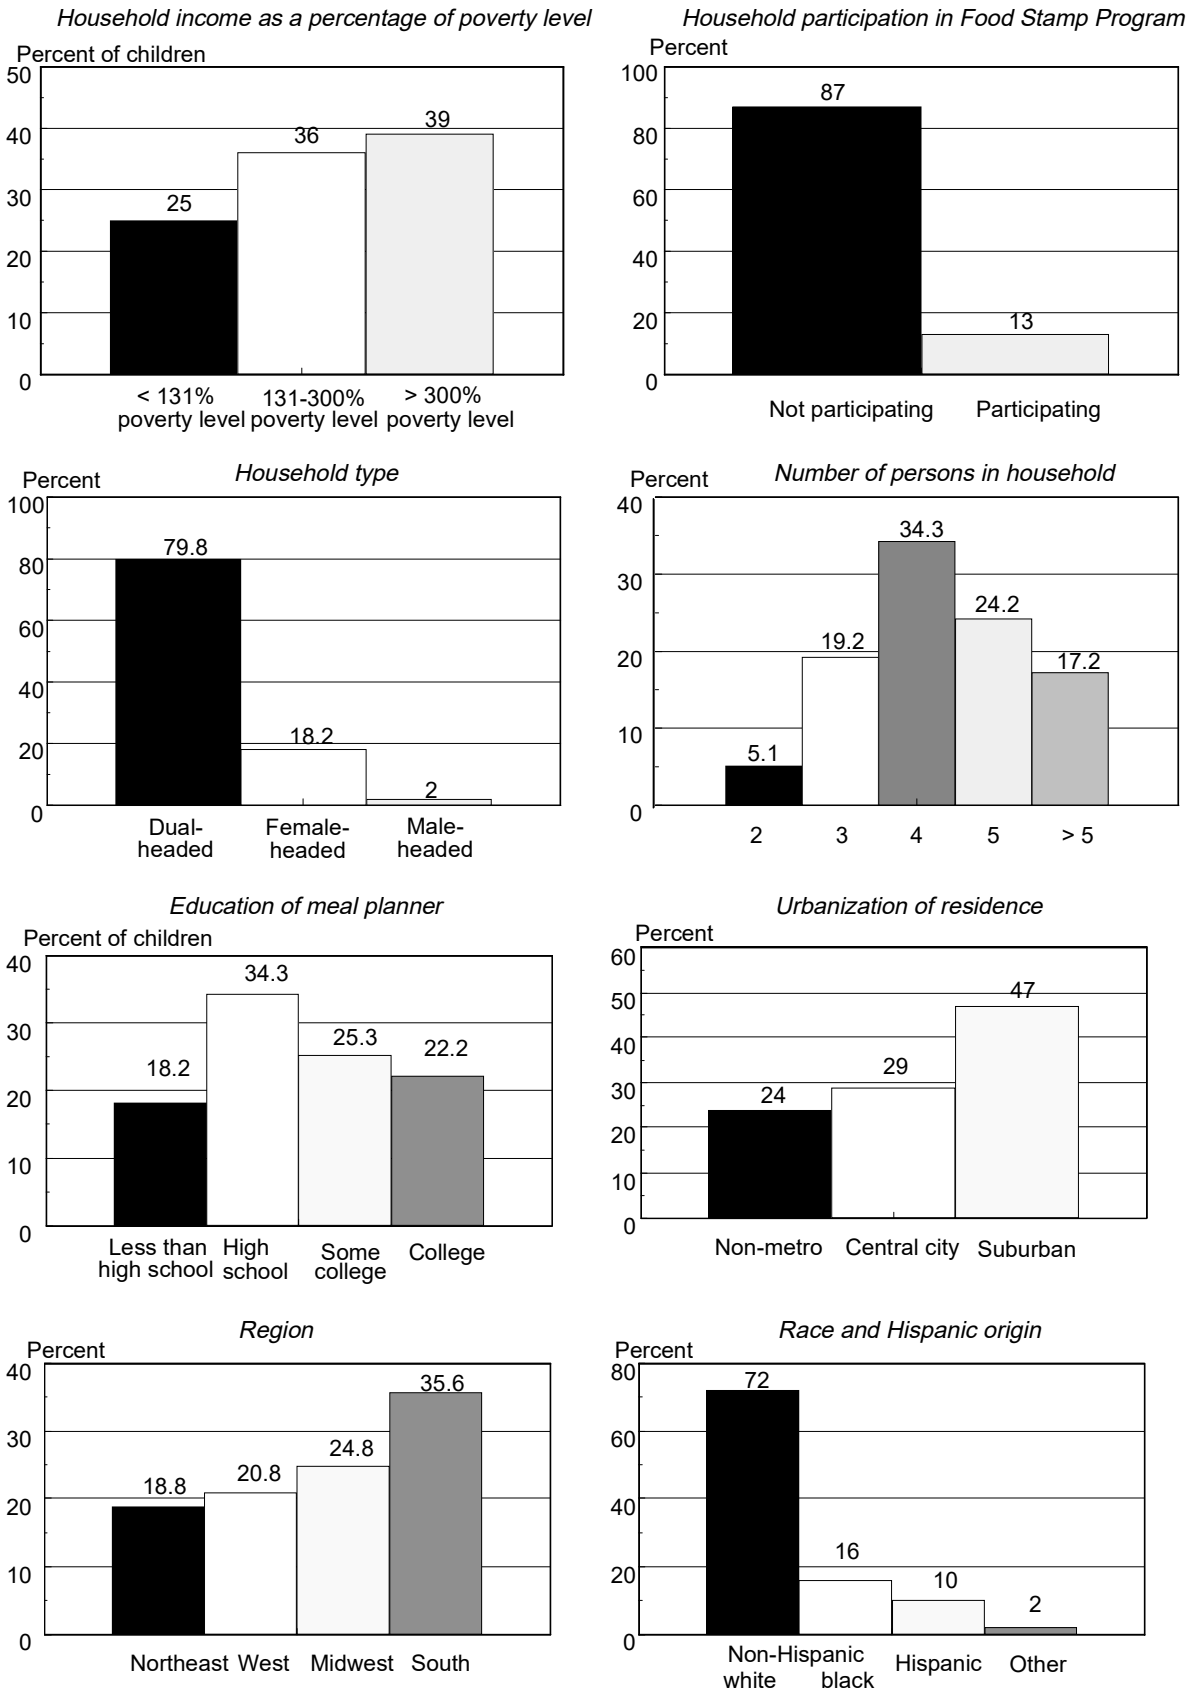 Household income as a percentage of poverty level
Percent of children
50
40
30
20
10
0
25
36
39
< 131%
poverty level
131-300%
poverty level
> 300%
poverty level
Household participation in Food Stamp Program
Percent
100
80
60
40
20
0
87
13
Not participating
Participating
Household type
Percent
100
80
60
40
20
0
79.8
18.2
2
Dual-
headed
Female-
headed
Male-
headed
Number of persons in household
Percent
40
30
20
10
0
5.1
19.2
34.3
24.2
17.2
2
3
4
5
> 5
Education of meal planner
Percent of children
40
30
20
10
0
18.2
34.3
25.3
22.2
Less than
high school
High
school
Some
college
College
Urbanization of residence
Percent
60
50
40
30
20
10
0
24
29
47
Non-metro
Central city
Suburban
Region
Percent
40
30
20
10
0
18.8
20.8
24.8
35.6
Northeast
West
Midwest
South
Race and Hispanic origin
Percent
80
60
40
20
0
72
16
10
2
Non-Hispanic
white black
Hispanic
Other